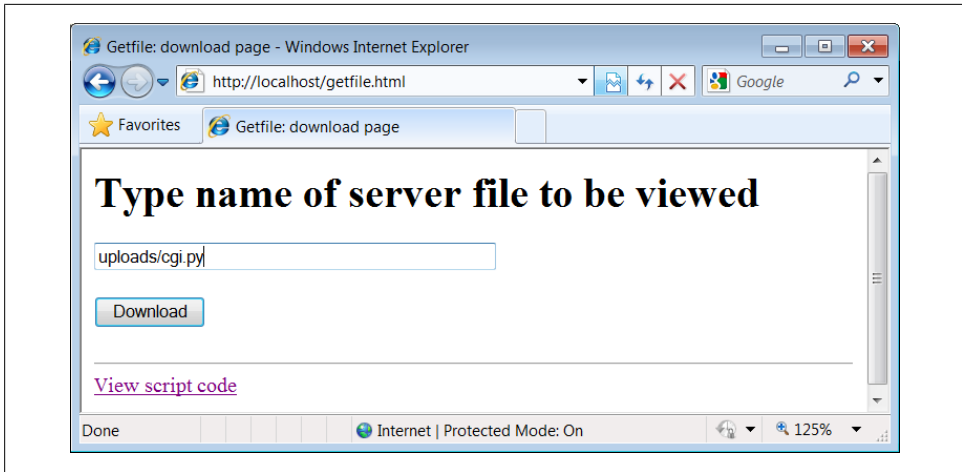 Getfile: download page - Windows Internet Explorer
http://localhost/getfile.html
Google
Favorites
Getfile: download page
Type name of server file to be viewed
uploads/cgi.py
Download
View script code
Done
Internet | Protected Mode: On
125%